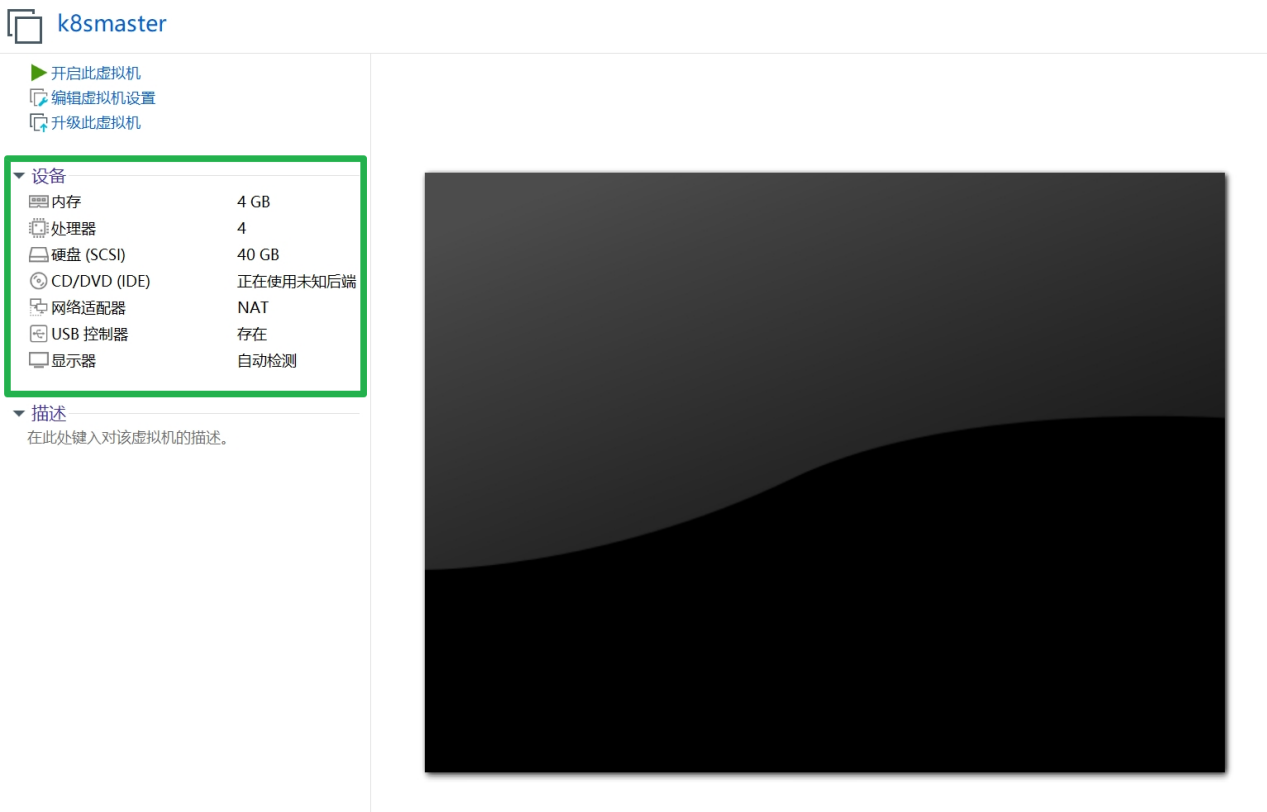 k8smaster
开启此虚拟机
编辑虚拟机设置
升级此虚拟机
设备
内存 4 GB
处理器 4
硬盘 (SCSI) 40 GB
CD/DVD (IDE) 正在使用未知后端
网络适配器 NAT
USB 控制器 存在
显示器 自动检测
描述
在此处键入对该虚拟机的描述。